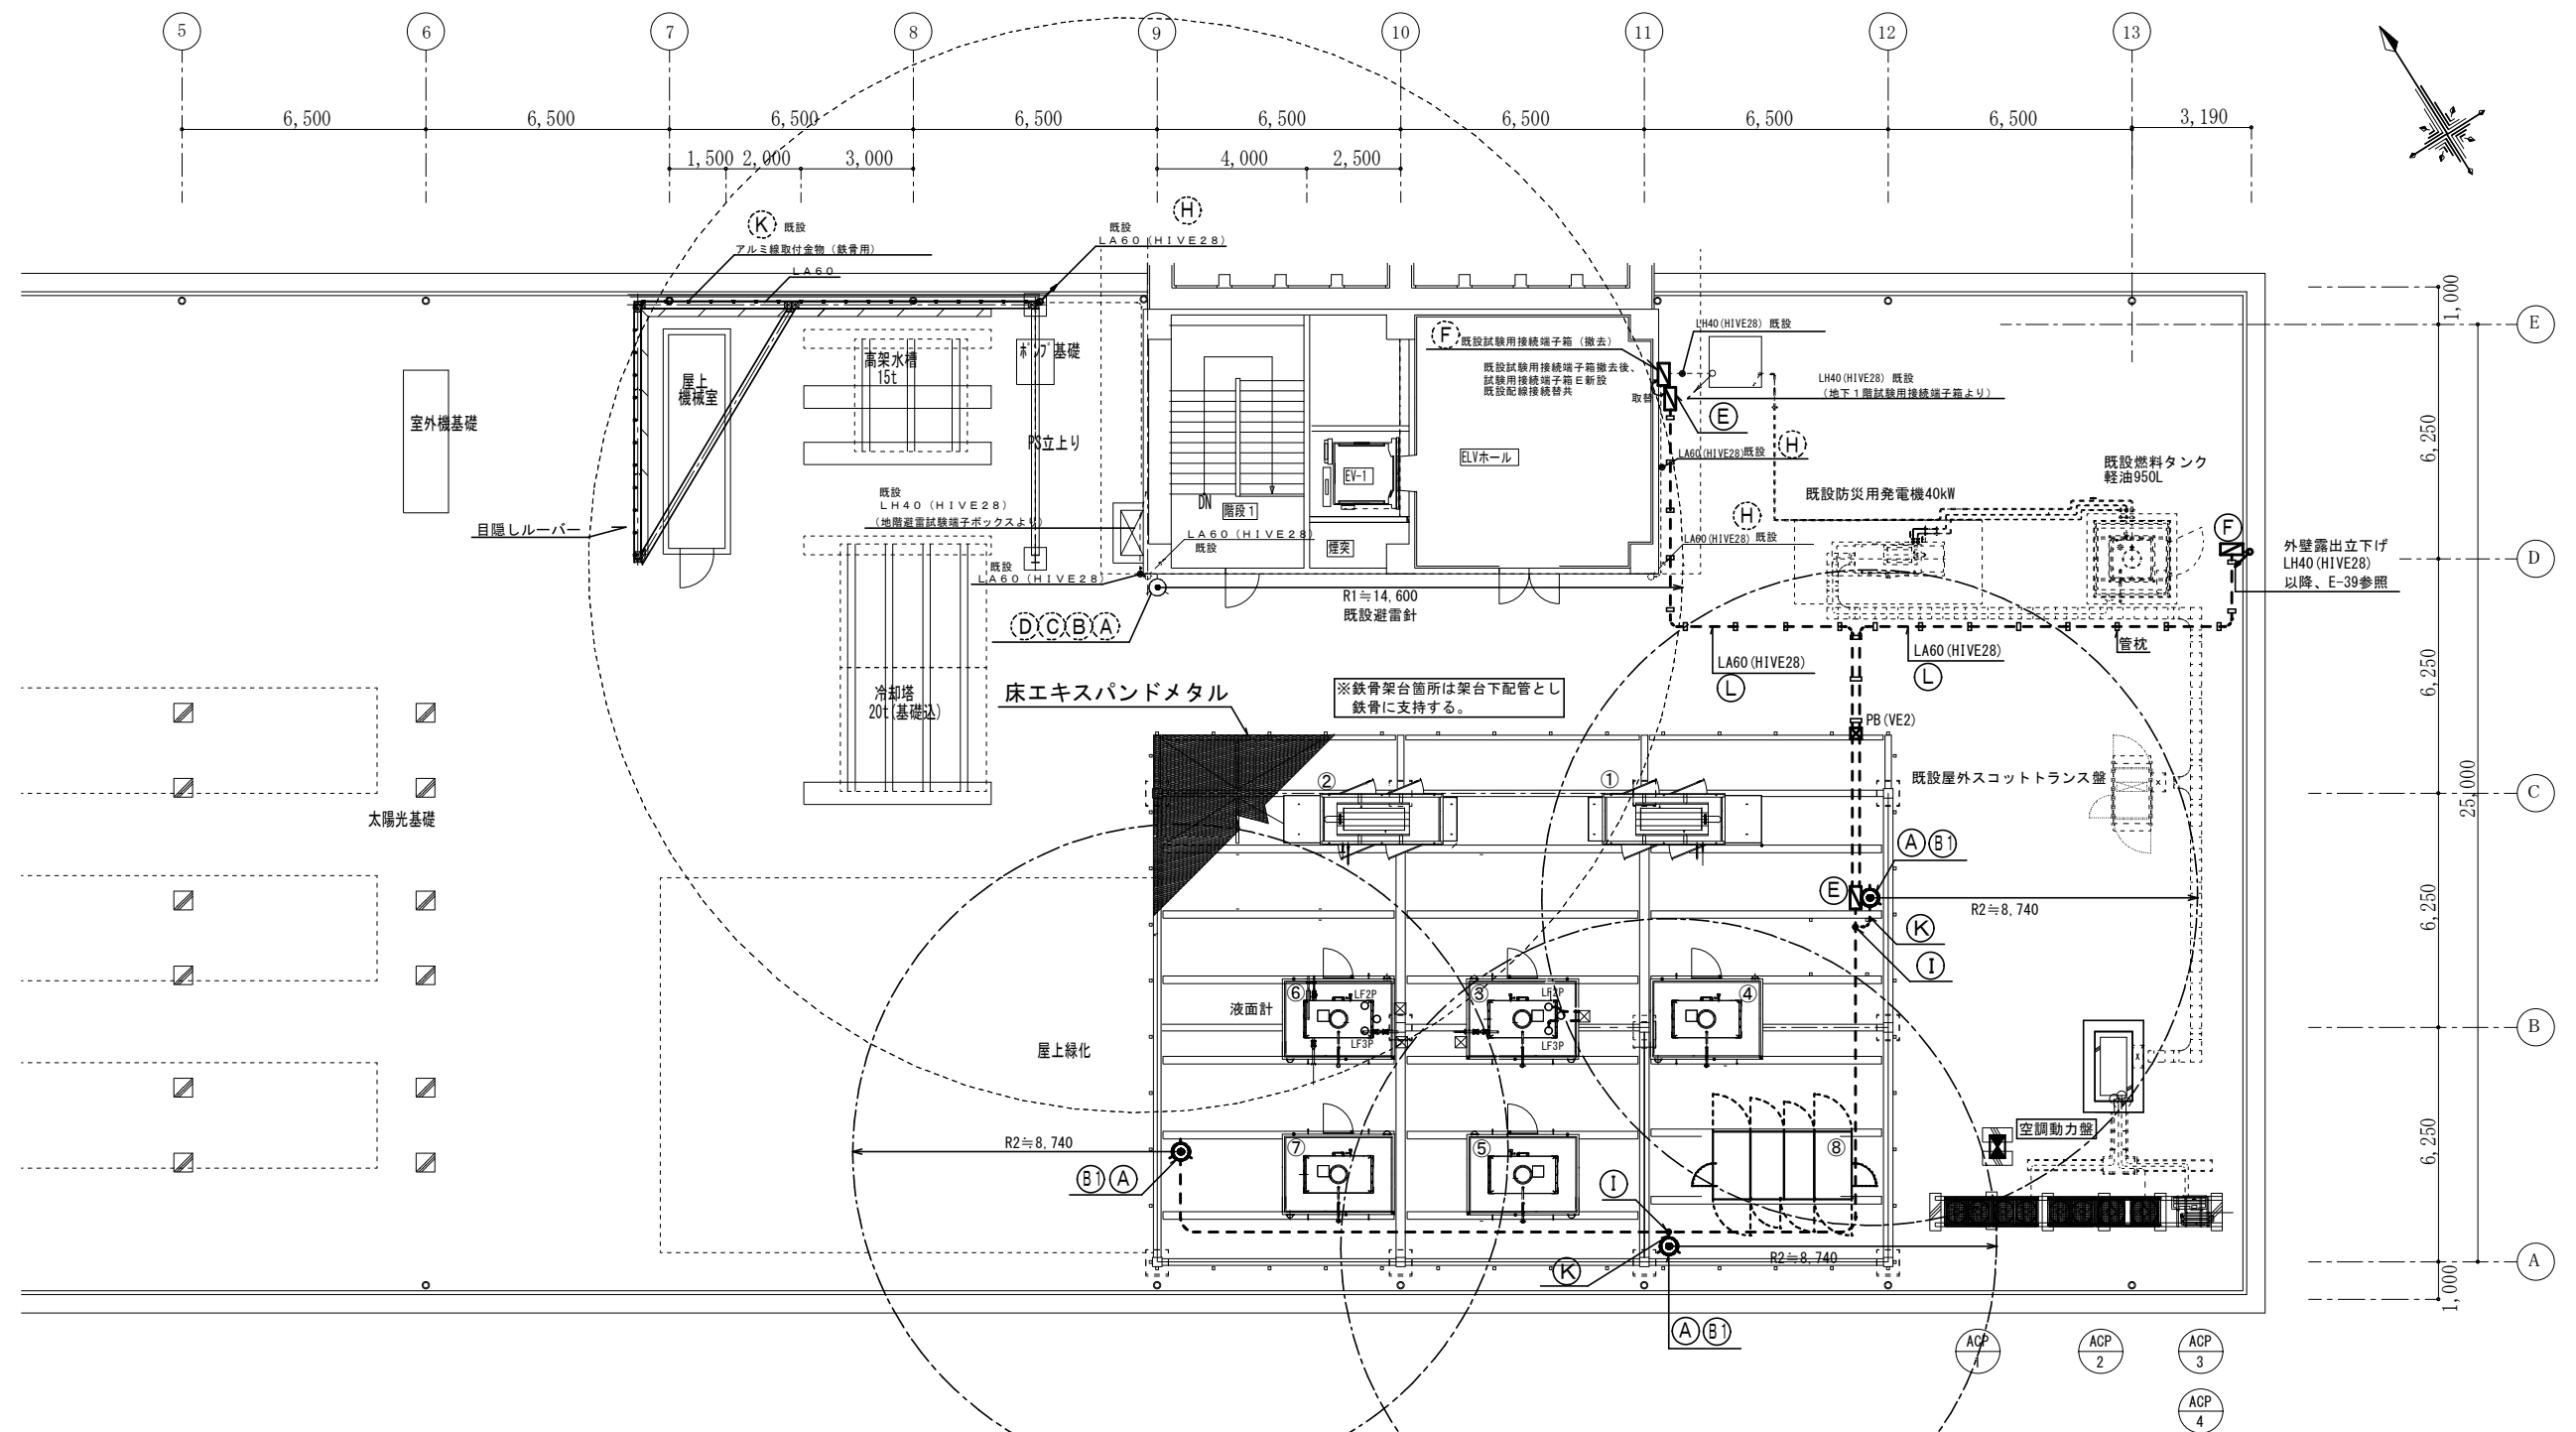 5 6 7 8 9 10 11 12 13
6,500 6,500 6,500 6,500 6,500 6,500 6,500 6,500 3,190
1,500 2,000 3,000 4,000 2,500
K 既設
アルミ線取付金物（鉄骨用）
LA60
既設
LA60（HIVE28）
H
1,000
E
F 既設試験用接続端子箱（撤去）
LH40(HIVE28) 既設
既設試験用接続端子箱撤去後、
試験用接続端子箱Ｅ新設
既設配線接続替共
取替
E
LH40(HIVE28) 既設
（地下１階試験用接続端子箱より）
ﾎﾟﾝﾌﾟ基礎
高架水槽
15t
屋上
機械室
室外機基礎
PS立上り
6,250
H
LA60(HIVE28)既設
ELVホール
EV-1
DN
階段１
煙突
既設燃料タンク
軽油950L
既設防災用発電機40kW
既設
LH40（HIVE28）
（地階避雷試験端子ボックスより）
目隠しルーバー
LA60（HIVE28）
既設
H
LA60(HIVE28) 既設
F
外壁露出立下げ
LH40(HIVE28)
以降、E-39参照
D
既設
LA60（HIVE28）
R1≒14,600
既設避雷針
D C B A
管枕
LA60(HIVE28)
L
LA60(HIVE28)
L
6,250
床エキスパンドメタル
※鉄骨架台箇所は架台下配管とし
鉄骨に支持する。
冷却塔
20t(基礎込)
PB(VE2)
② ①
既設屋外スコットトランス盤
C
25,000
太陽光基礎
A B1
E
R2≒8,740
K
I
6,250
⑥ LF2P
LF3P
③ LF2P
LF3P
④
液面計
B
屋上緑化
R2≒8,740
⑦ ⑤ ⑧
空調動力盤
6,250
B1 A
I
R2≒8,740
K
A
1,000
A B1
ACP
1
ACP
2
ACP
3
ACP
4